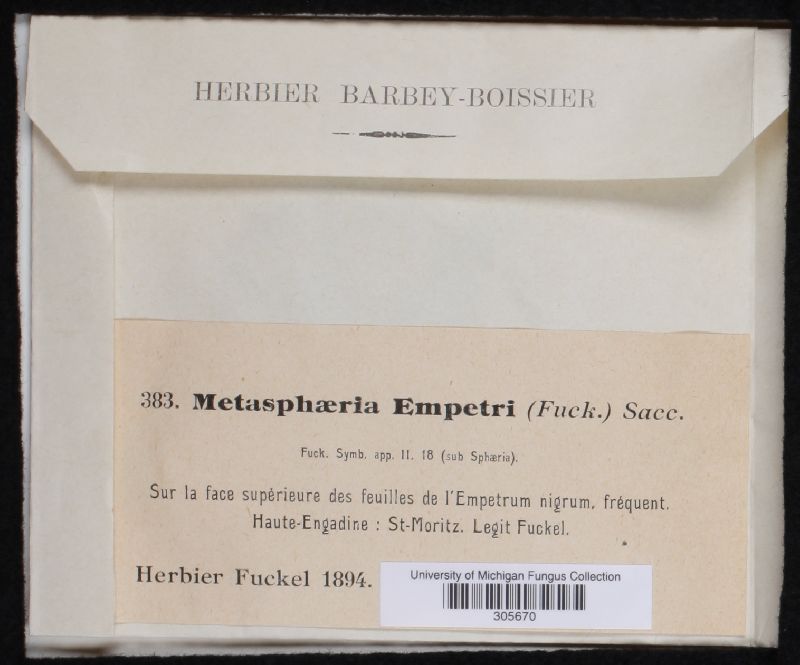 HERBIER BARBEY-BOISSIER
383. Metasphæria Empetri (Fuck.) Sacc.
Fuck. Symb. app. II. 18 (sub Sphæria).
Sur la face supérieure des feuilles de l'Empetrum nigrum, fréquent.
Haute-Engadine : St-Moritz. Legit Fuckel.
Herbier Fuckel 1894.
University of Michigan Fungus Collection
305670